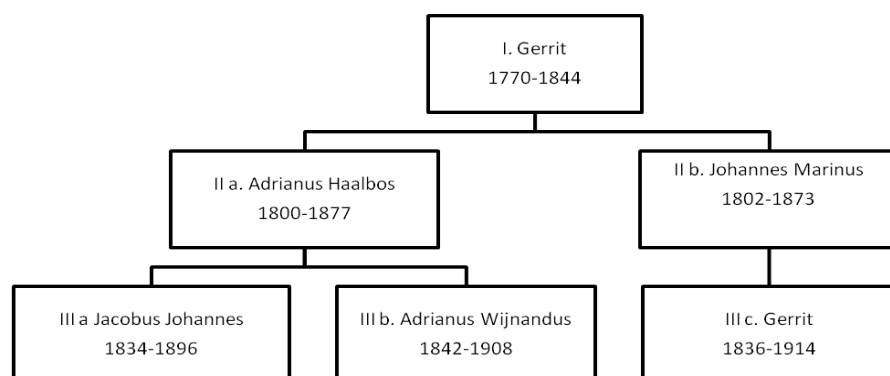 I. Gerrit
1770-1844
II a. Adrianus Haalbos
1800-1877
II b. Johannes Marinus
1802-1873
III a Jacobus Johannes
1834-1896
III b. Adrianus Wijnandus
1842-1908
III c. Gerrit
1836-1914